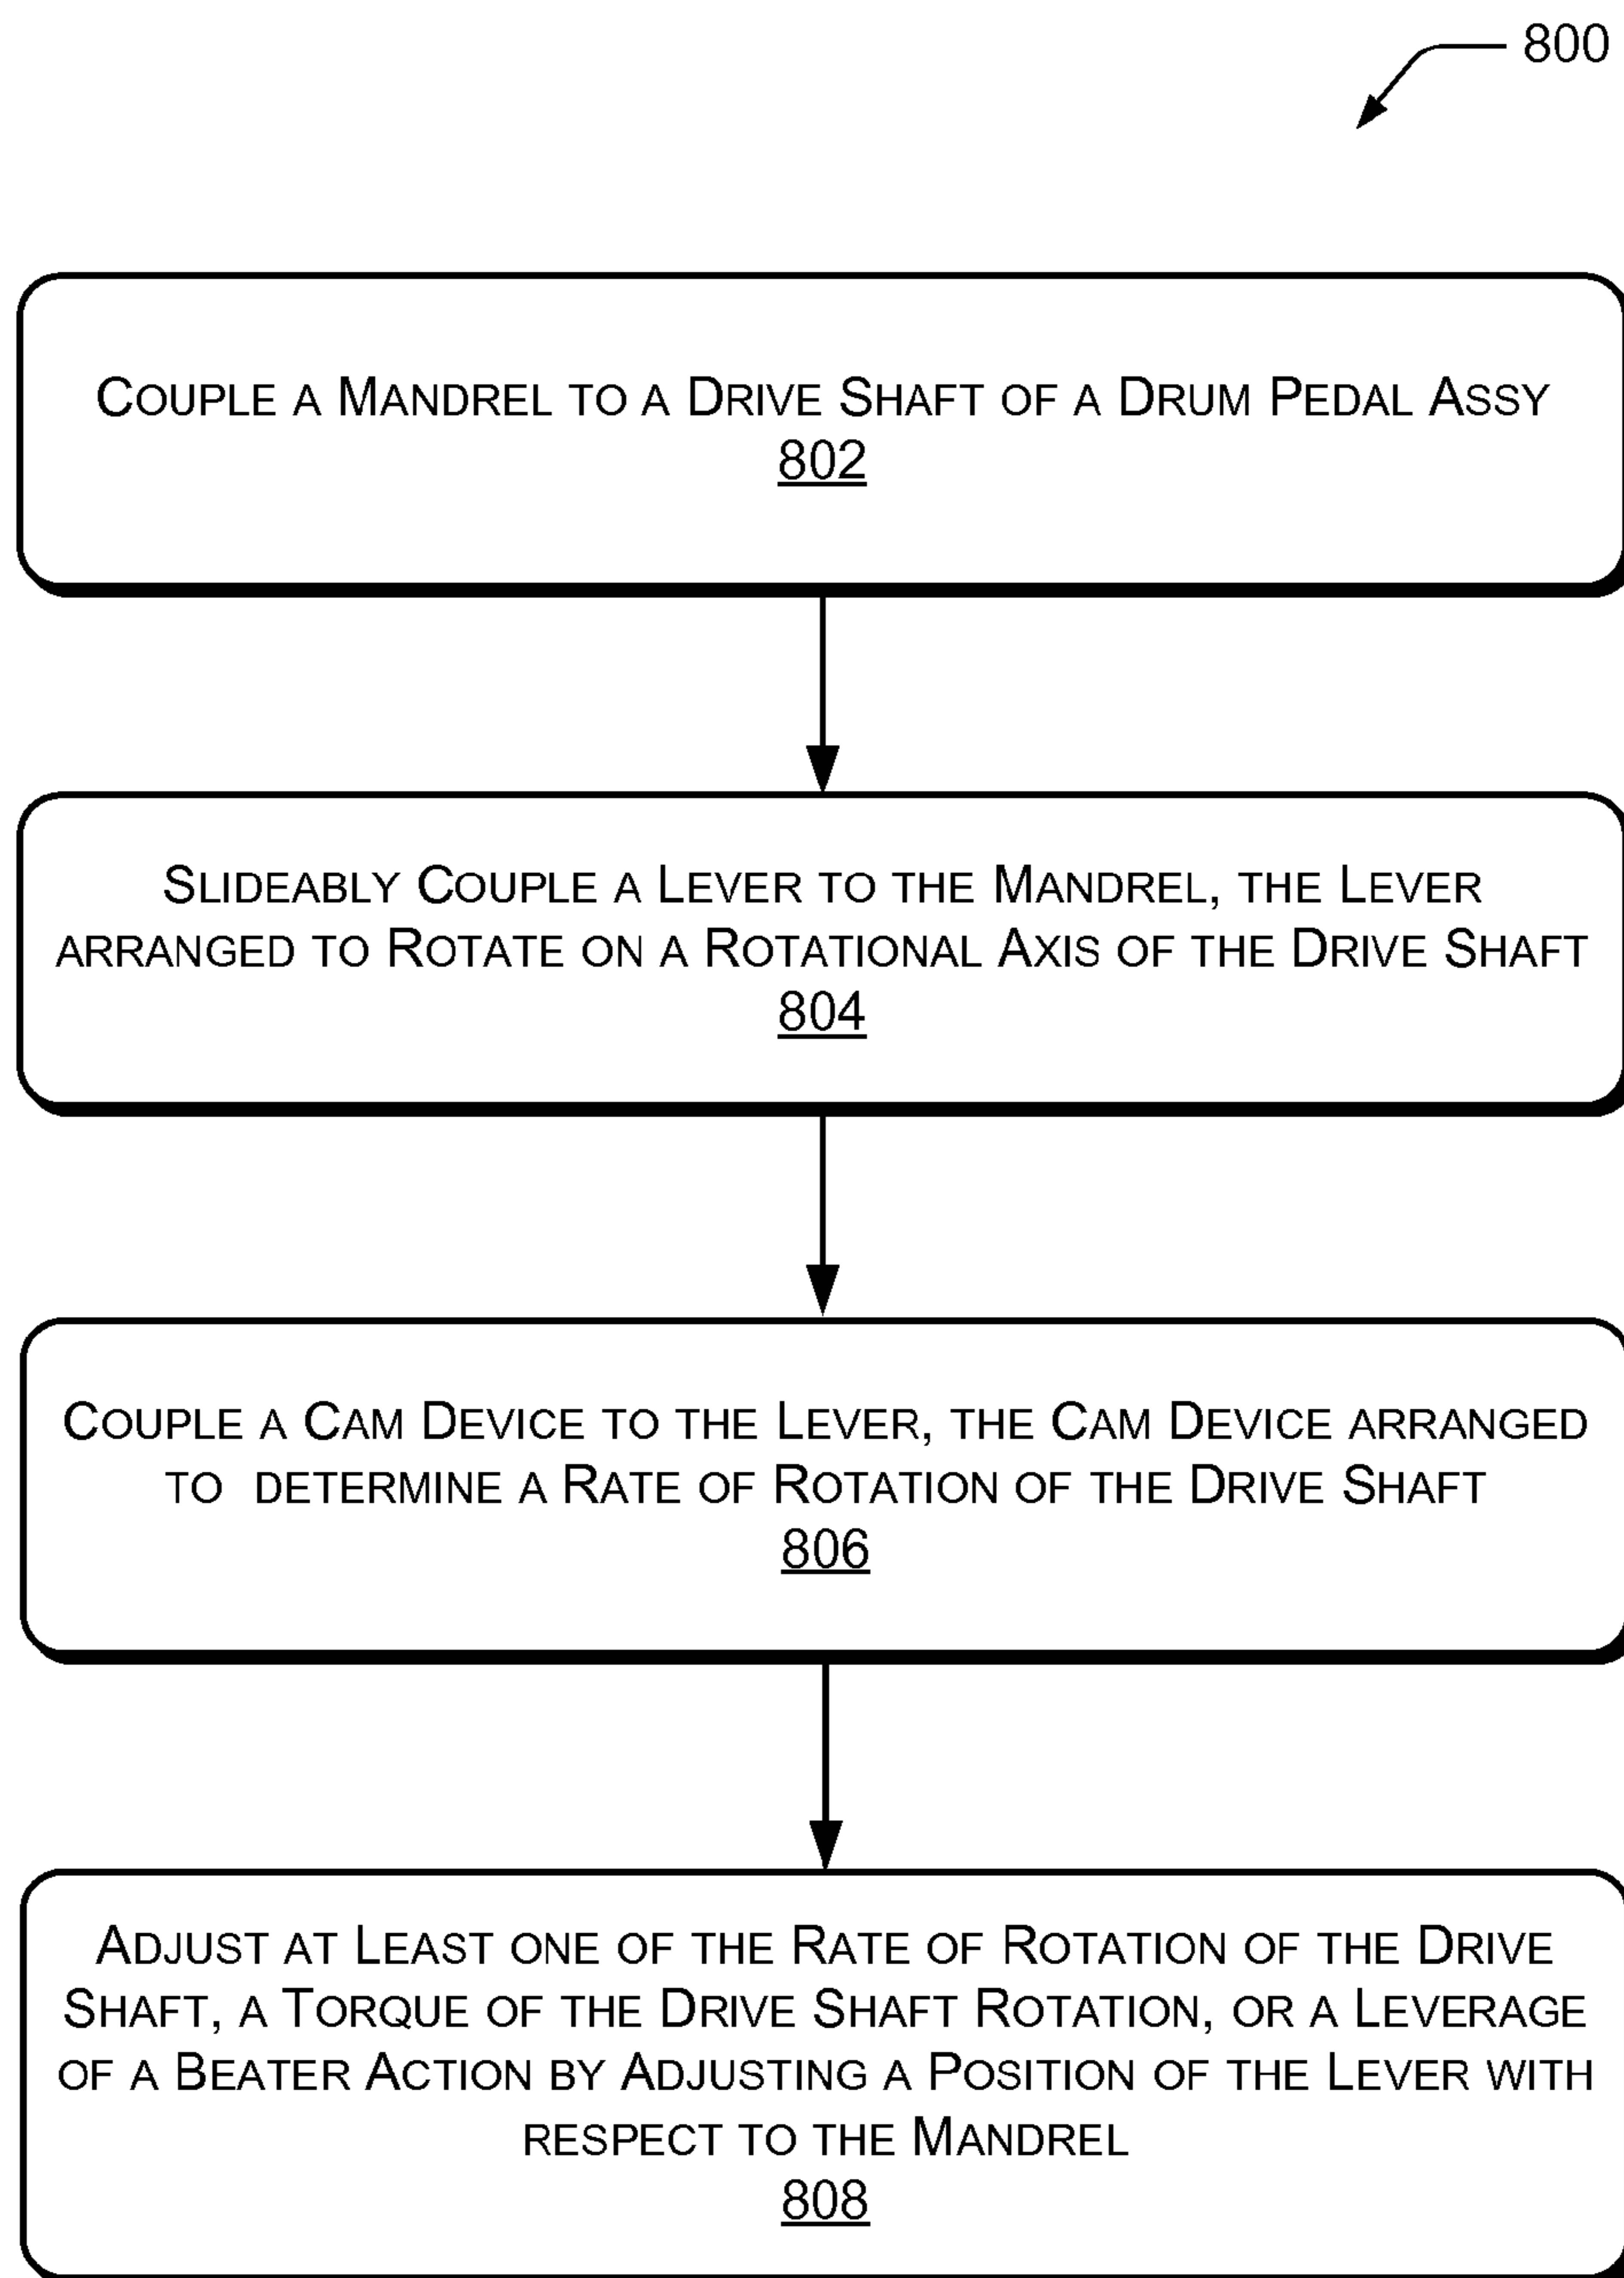 800
Couple a Mandrel to a Drive Shaft of a Drum Pedal Assy
802
Slideably Couple a Lever to the Mandrel, the Lever
arranged to Rotate on a Rotational Axis of the Drive Shaft
804
Couple a Cam Device to the Lever, the Cam Device arranged
to determine a Rate of Rotation of the Drive Shaft
806
Adjust at Least one of the Rate of Rotation of the Drive
Shaft, a Torque of the Drive Shaft Rotation, or a Leverage
of a Beater Action by Adjusting a Position of the Lever with
respect to the Mandrel
808